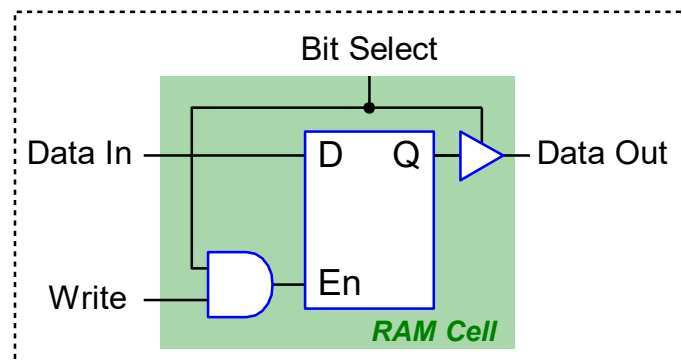 Bit Select
Data In
D
Q
Data Out
En
Write
RAM Cell